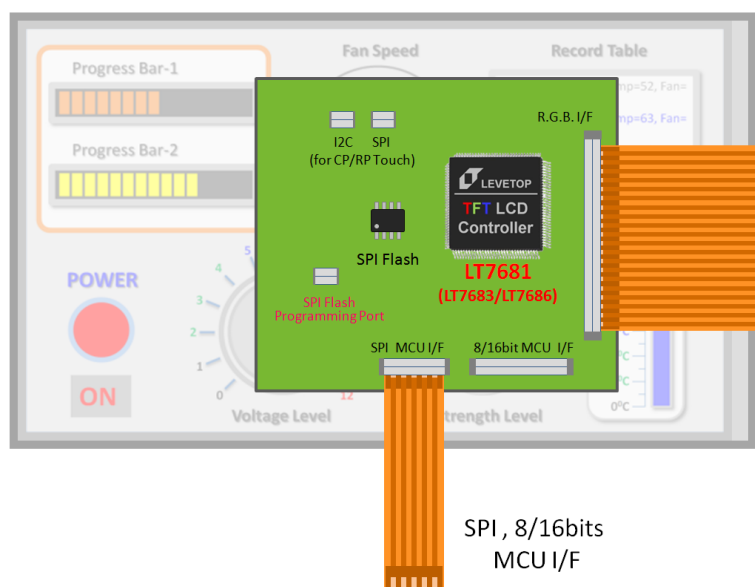 Fan Speed
Record Table
Progress Bar-1
mp=52, Fan=
R.G.B. I/F
mp=63, Fan=
I2C
SPI
(for CP/RP Touch)
Progress Bar-2
LEVETOP
TFT LCD
Controller
SPI Flash
LT7681
(LT7683/LT7686)
5
4
POWER
3
SPI Flash
Programming Port
2
SPI MCU I/F
8/16bit MCU I/F
1
ON
0
12
0°C
Voltage Level
trength Level
SPI , 8/16bits
MCU I/F